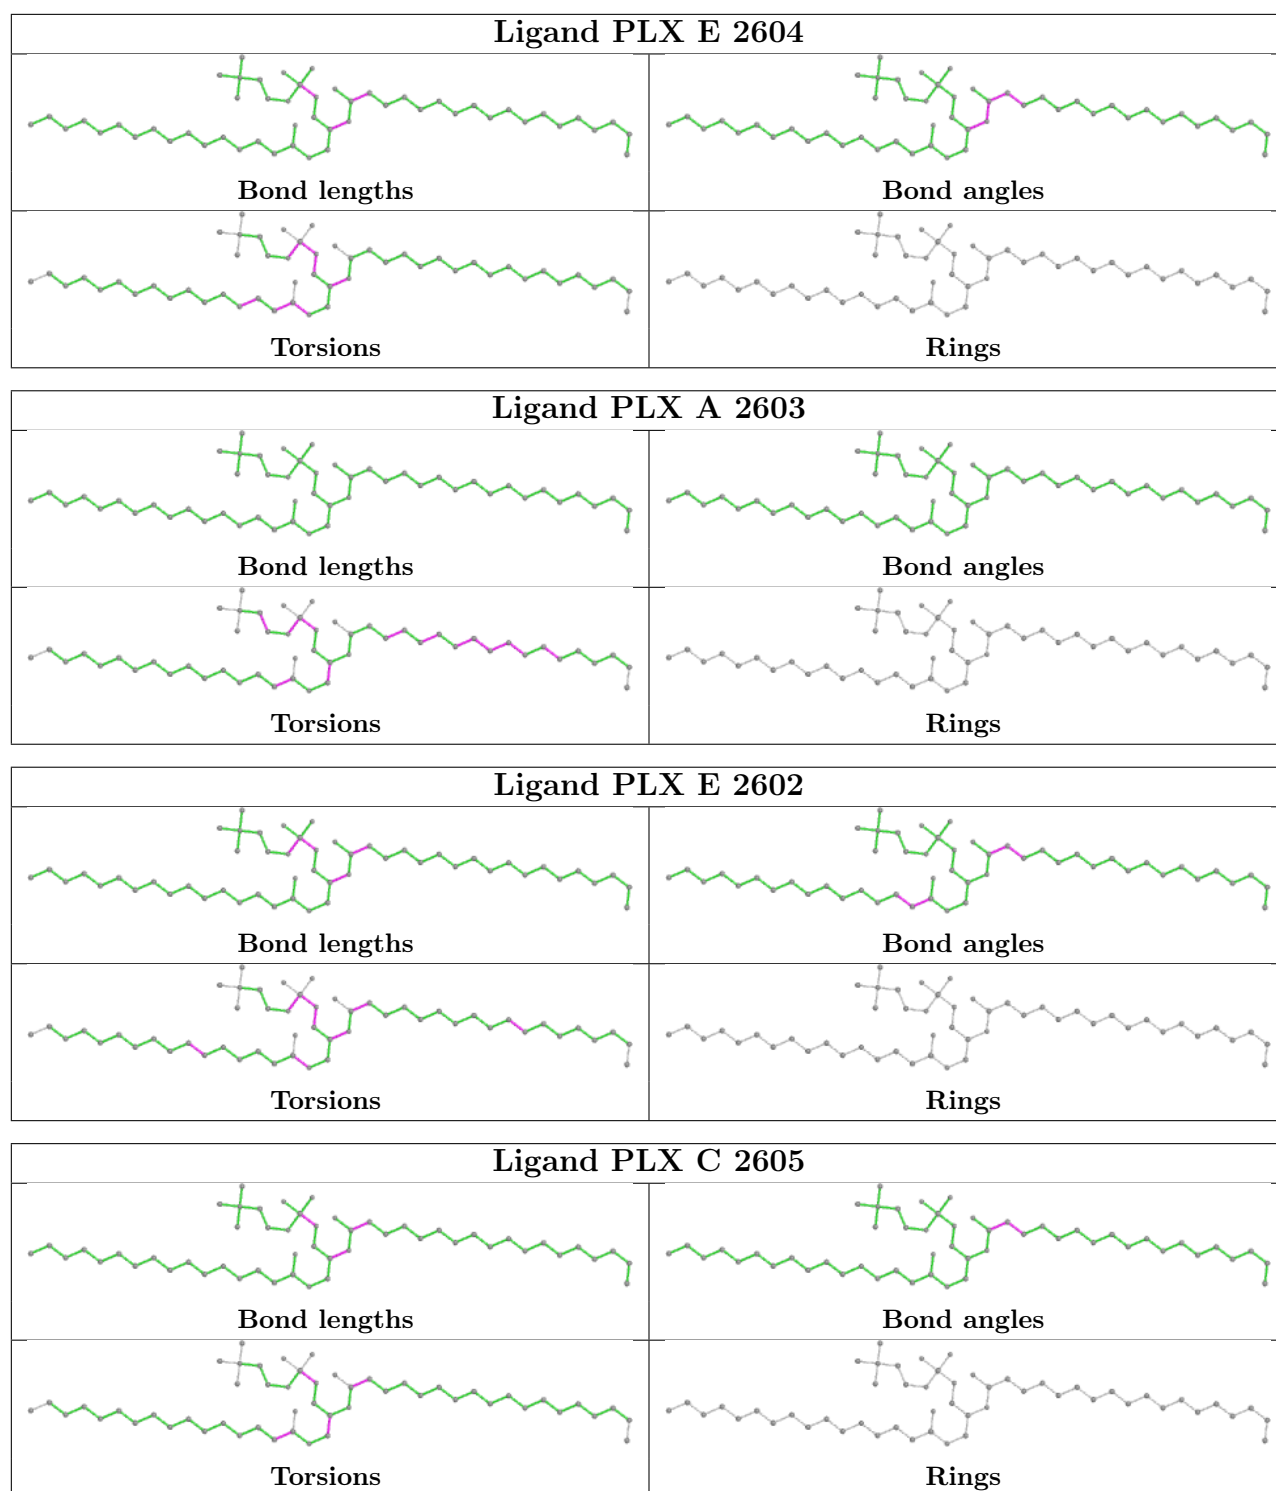 Ligand PLX E 2604
Bond lengths
Bond angles
Torsions
Rings
Ligand PLX A 2603
Bond lengths
Bond angles
Torsions
Rings
Ligand PLX E 2602
Bond lengths
Bond angles
Torsions
Rings
Ligand PLX C 2605
Bond lengths
Bond angles
Torsions
Rings